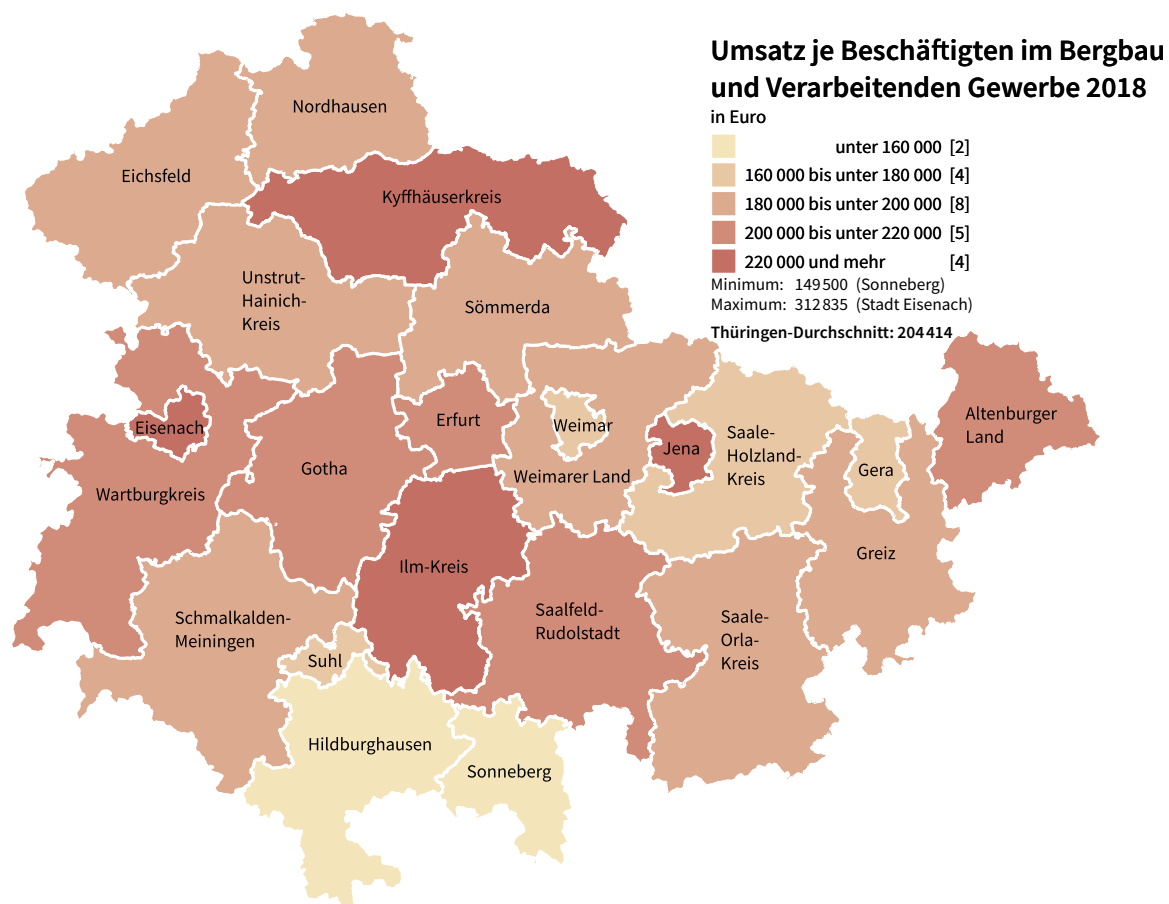 Umsatz je Beschäftigten im Bergbau
und Verarbeitenden Gewerbe 2018
in Euro
unter 160 000 [2]
160 000 bis unter 180 000 [4]
180 000 bis unter 200 000 [8]
200 000 bis unter 220 000 [5]
220 000 und mehr [4]
Minimum: 149 500 (Sonneberg)
Maximum: 312 835 (Stadt Eisenach)
Thüringen-Durchschnitt: 204 414
Nordhausen
Eichsfeld
Kyffhäuserkreis
Unstrut-
Hainich-
Kreis
Sömmerda
Eisenach
Erfurt
Weimar
Jena
Saale-
Holzland-
Kreis
Altenburger
Land
Gotha
Weimarer Land
Gera
Wartburgkreis
Greiz
Ilm-Kreis
Schmalkalden-
Meiningen
Saalfeld-
Rudolstadt
Saale-
Orla-
Kreis
Suhl
Hildburghausen
Sonneberg